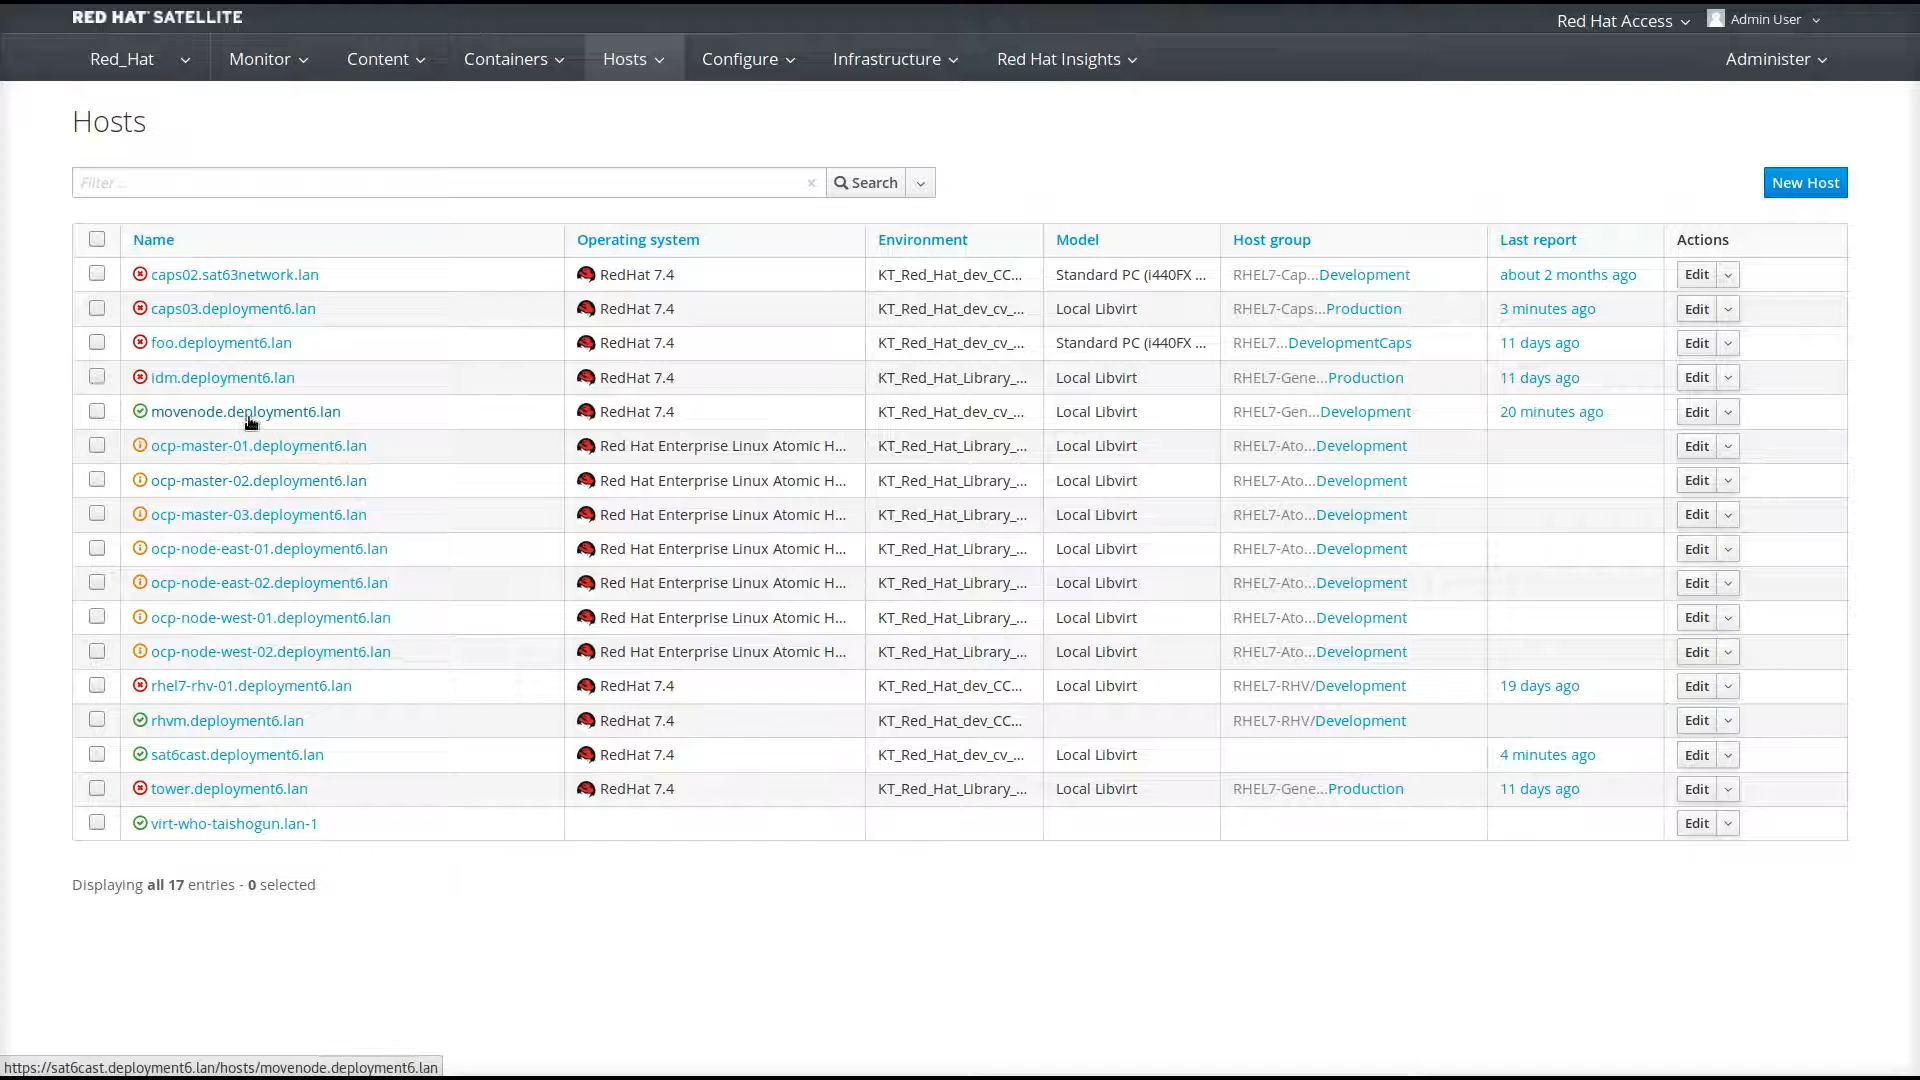 RED HAT SATELLITE
Red Hat Access Admin User
Red_Hat Monitor Content Containers Hosts Configure Infrastructure Red Hat Insights Administer
Hosts
Filter ... × Search New Host
Name Operating system Environment Model Host group Last report Actions
caps02.sat63network.lan RedHat 7.4 KT_Red_Hat_dev_CC... Standard PC (i440FX ... RHEL7-Cap...Development about 2 months ago Edit
caps03.deployment6.lan RedHat 7.4 KT_Red_Hat_dev_cv_... Local Libvirt RHEL7-Caps...Production 3 minutes ago Edit
foo.deployment6.lan RedHat 7.4 KT_Red_Hat_dev_cv_... Standard PC (i440FX ... RHEL7...DevelopmentCaps 11 days ago Edit
idm.deployment6.lan RedHat 7.4 KT_Red_Hat_Library_... Local Libvirt RHEL7-Gene...Production 11 days ago Edit
movenode.deployment6.lan RedHat 7.4 KT_Red_Hat_dev_cv_... Local Libvirt RHEL7-Gen...Development 20 minutes ago Edit
ocp-master-01.deployment6.lan Red Hat Enterprise Linux Atomic H... KT_Red_Hat_Library_... Local Libvirt RHEL7-Ato...Development Edit
ocp-master-02.deployment6.lan Red Hat Enterprise Linux Atomic H... KT_Red_Hat_Library_... Local Libvirt RHEL7-Ato...Development Edit
ocp-master-03.deployment6.lan Red Hat Enterprise Linux Atomic H... KT_Red_Hat_Library_... Local Libvirt RHEL7-Ato...Development Edit
ocp-node-east-01.deployment6.lan Red Hat Enterprise Linux Atomic H... KT_Red_Hat_Library_... Local Libvirt RHEL7-Ato...Development Edit
ocp-node-east-02.deployment6.lan Red Hat Enterprise Linux Atomic H... KT_Red_Hat_Library_... Local Libvirt RHEL7-Ato...Development Edit
ocp-node-west-01.deployment6.lan Red Hat Enterprise Linux Atomic H... KT_Red_Hat_Library_... Local Libvirt RHEL7-Ato...Development Edit
ocp-node-west-02.deployment6.lan Red Hat Enterprise Linux Atomic H... KT_Red_Hat_Library_... Local Libvirt RHEL7-Ato...Development Edit
rhel7-rhv-01.deployment6.lan RedHat 7.4 KT_Red_Hat_dev_CC... Local Libvirt RHEL7-RHV/Development 19 days ago Edit
rhvm.deployment6.lan RedHat 7.4 KT_Red_Hat_dev_CC... RHEL7-RHV/Development Edit
sat6cast.deployment6.lan RedHat 7.4 KT_Red_Hat_dev_cv_... Local Libvirt 4 minutes ago Edit
tower.deployment6.lan RedHat 7.4 KT_Red_Hat_Library_... Local Libvirt RHEL7-Gene...Production 11 days ago Edit
virt-who-taishogun.lan-1 Edit
Displaying all 17 entries - 0 selected
https://sat6cast.deployment6.lan/hosts/movenode.deployment6.lan